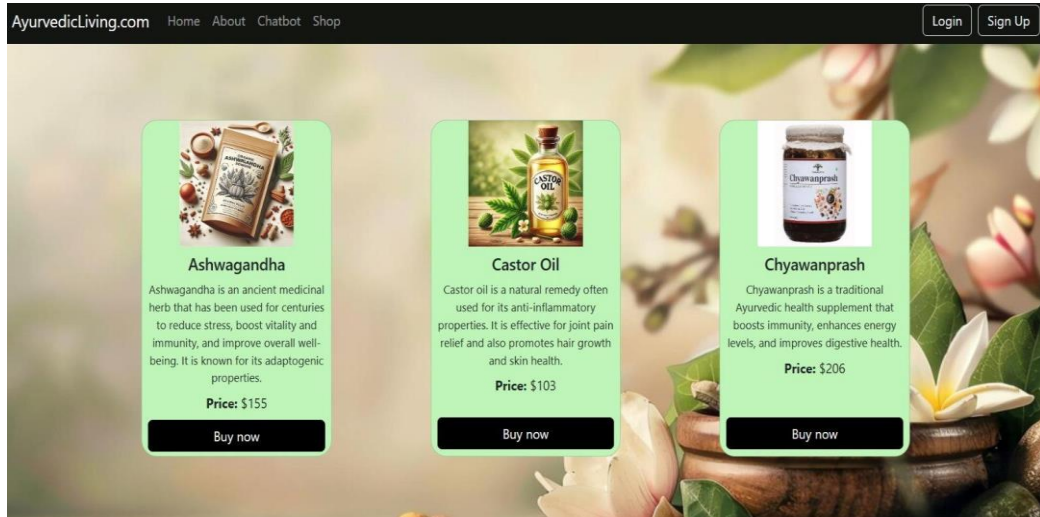 AyurvedicLiving.com Home About Chatbot Shop Login Sign Up
ASHWAGANDHA
Ashwagandha
Ashwagandha is an ancient medicinal
herb that has been used for centuries
to reduce stress, boost vitality and
immunity, and improve overall well-
being. It is known for its adaptogenic
properties.
Price: $155
Buy now
CASTOR
OIL
Castor Oil
Castor oil is a natural remedy often
used for its anti-inflammatory
properties. It is effective for joint pain
relief and also promotes hair growth
and skin health.
Price: $103
Buy now
Chyawanprash
Chyawanprash
Chyawanprash is a traditional
Ayurvedic health supplement that
boosts immunity, enhances energy
levels, and improves digestive health.
Price: $206
Buy now